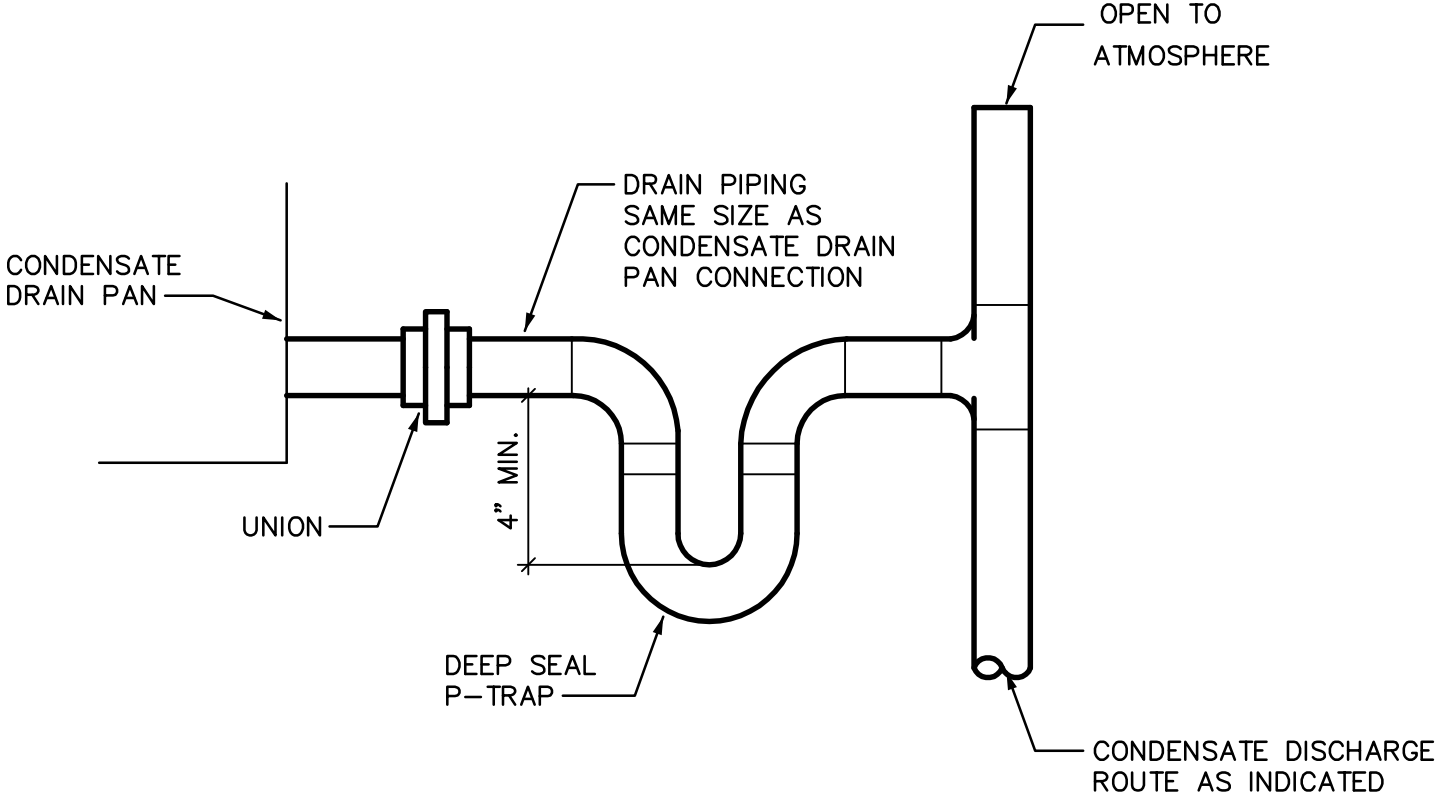 OPEN TO
ATMOSPHERE
DRAIN PIPING
SAME SIZE AS
CONDENSATE DRAIN
PAN CONNECTION
CONDENSATE
DRAIN PAN
4” MIN.
UNION
DEEP SEAL
P-TRAP
CONDENSATE DISCHARGE
ROUTE AS INDICATED